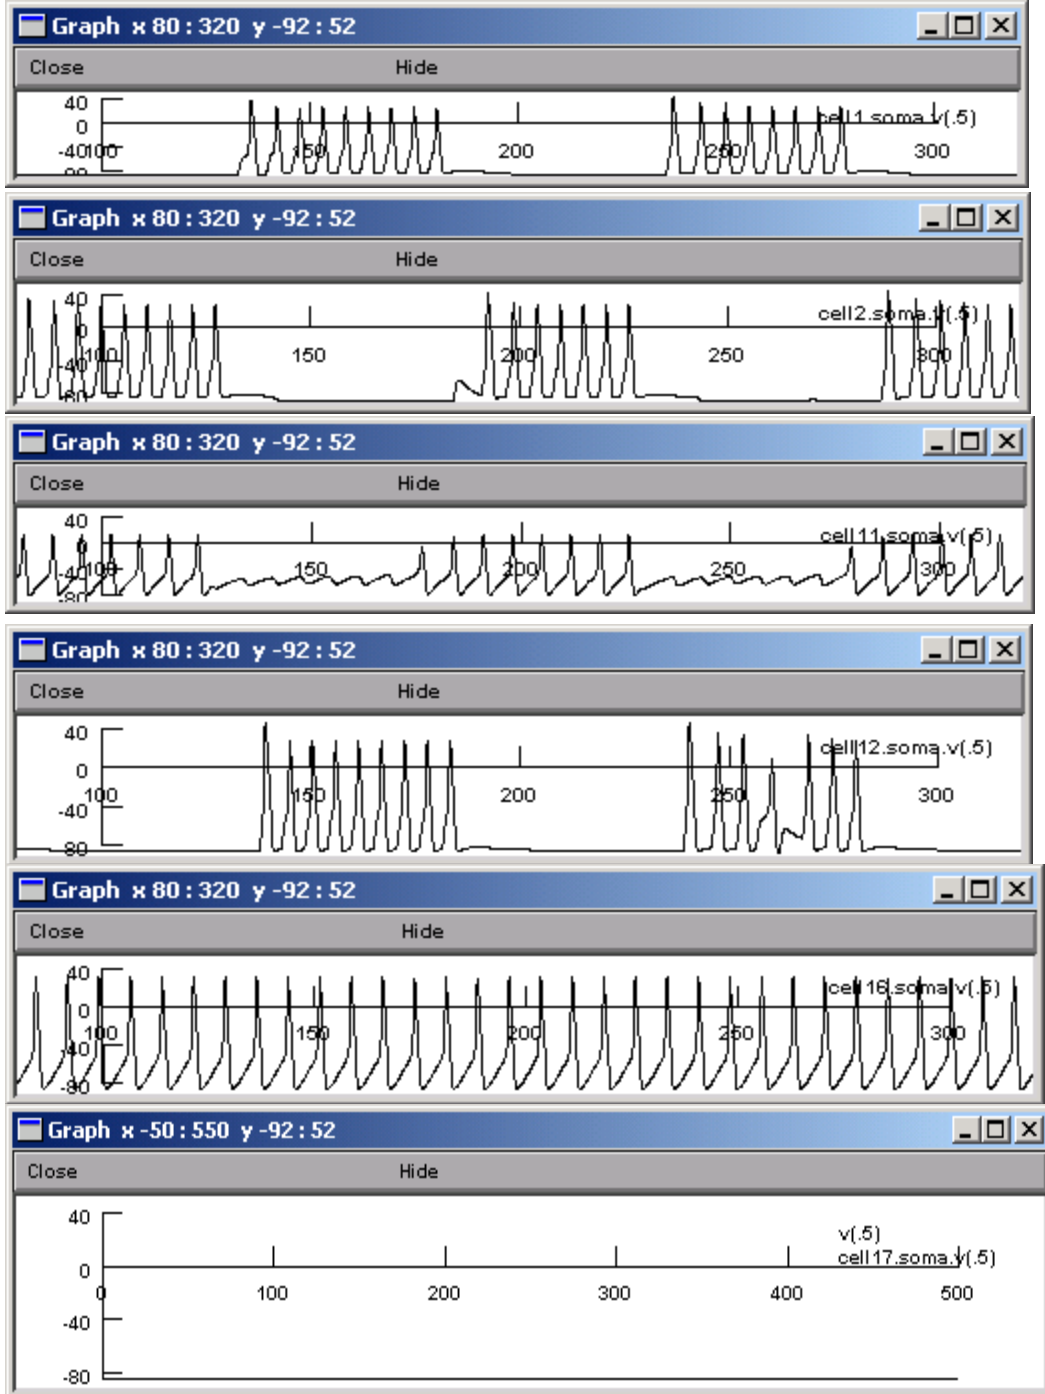 Graph x 80 : 320 y -92 : 52
Close Hide
40
0 cell1.soma.v(.5)
-40 100 150 200 250 300
-80
Graph x 80 : 320 y -92 : 52
Close Hide
40
0 cell2.soma.v(.5)
100 150 200 250 300
-40
-80
Graph x 80 : 320 y -92 : 52
Close Hide
40
0 cell11.soma.v(.5)
-40 100 150 200 250 300
-80
Graph x 80 : 320 y -92 : 52
Close Hide
40
0 cell12.soma.v(.5)
100 150 200 250 300
-40
-80
Graph x 80 : 320 y -92 : 52
Close Hide
40
0 cell16.soma.v(.5)
100 150 200 250 300
-40
-80
Graph x -50 : 550 y -92 : 52
Close Hide
40
v(.5)
0 cell17.soma.v(.5)
0 100 200 300 400 500
-40
-80